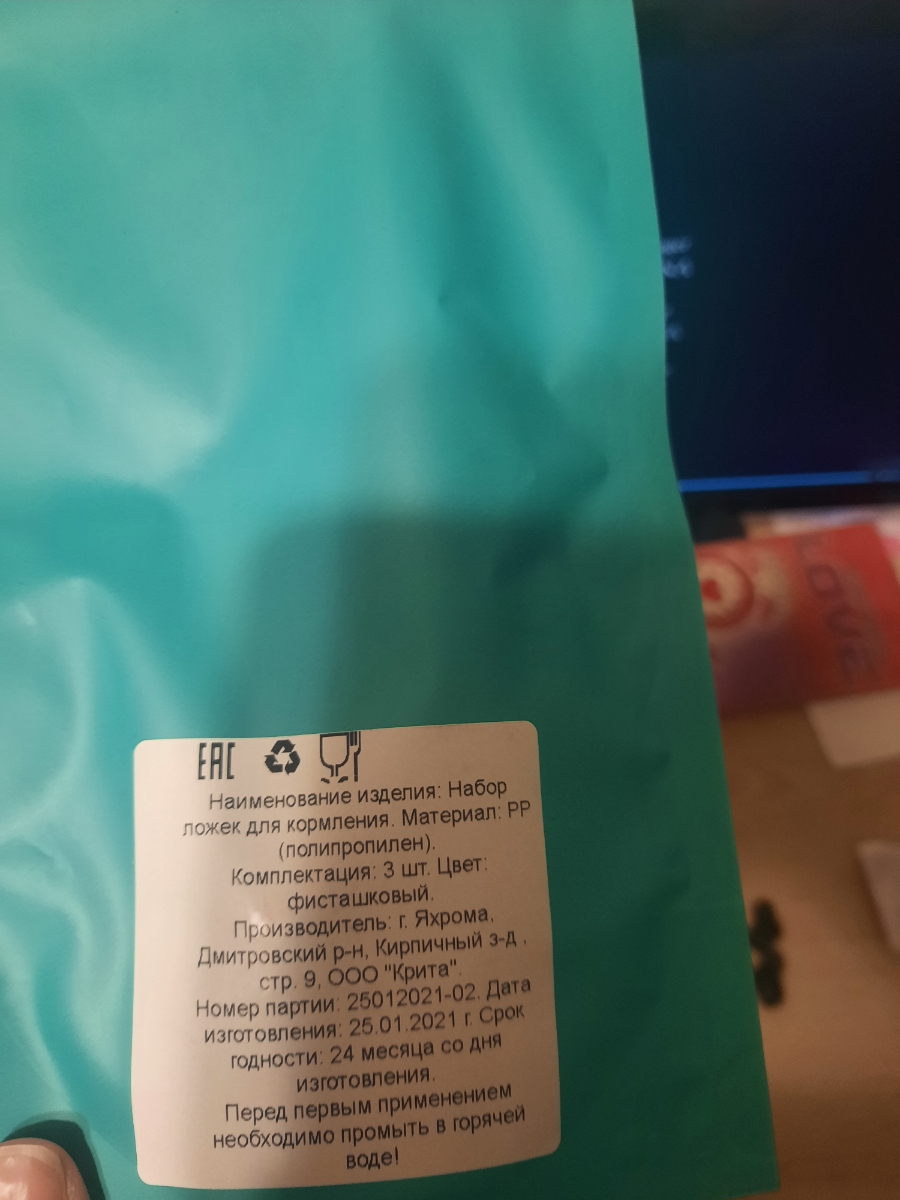 EAC
Наименование изделия: Набор
ложек для кормления. Материал: PP
(полипропилен).
Комплектация: 3 шт. Цвет:
фисташковый.
Производитель: г. Яхрома,
Дмитровский р-н, Кирпичный з-д ,
стр. 9, ООО "Крита".
Номер партии: 25012021-02. Дата
изготовления: 25.01.2021 г. Срок
годности: 24 месяца со дня
изготовления.
Перед первым применением
необходимо промыть в горячей
воде!
LOVE